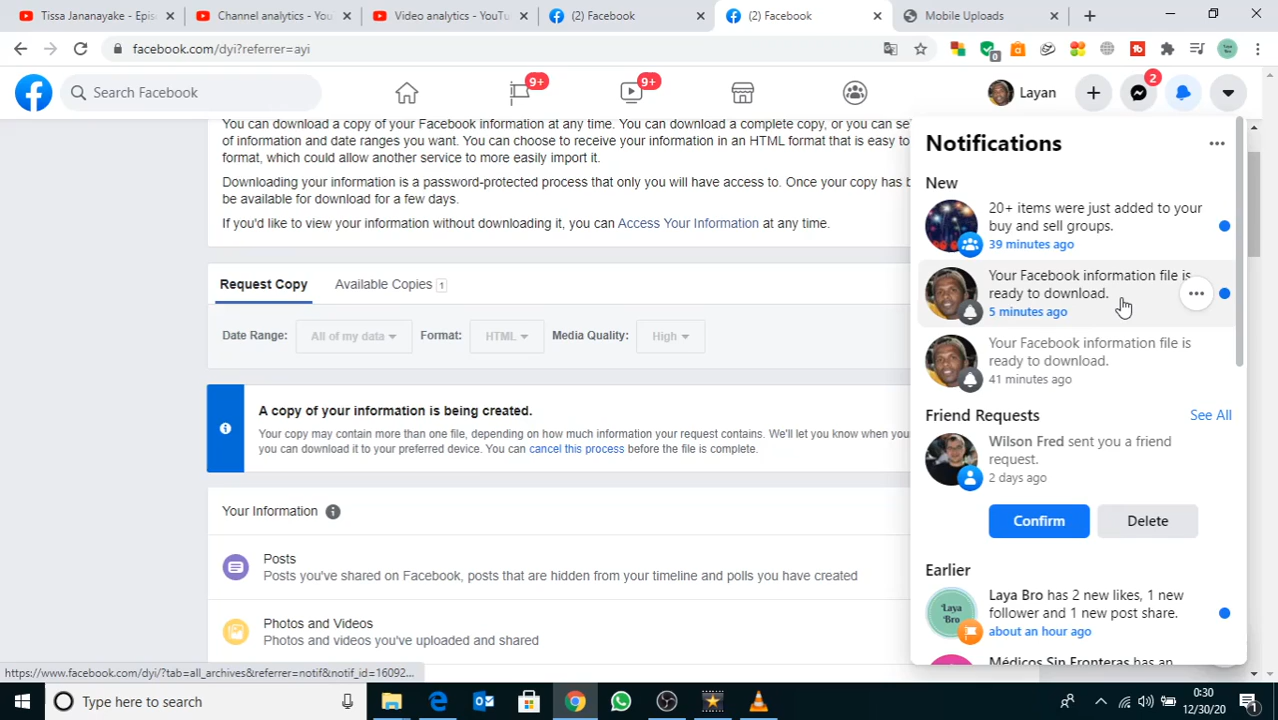 Tissa Jananayake - Epis
Channel analytics - You
Video analytics - YouTu
(2) Facebook
(2) Facebook
Mobile Uploads
facebook.com/dyi?referrer=ayi
0
Search Facebook
9+
9+
Layan
2
You can download a copy of your Facebook information at any time. You can download a complete copy, or you can se
of information and date ranges you want. You can choose to receive your information in an HTML format that is easy to
format, which could allow another service to more easily import it.
Downloading your information is a password-protected process that only you will have access to. Once your copy has b
be available for download for a few days.
If you'd like to view your information without downloading it, you can Access Your Information at any time.
Request Copy
Available Copies 1
Date Range: All of my data
Format: HTML
Media Quality: High
A copy of your information is being created.
Your copy may contain more than one file, depending on how much information your request contains. We'll let you know when your
you can download it to your preferred device. You can cancel this process before the file is complete.
Your Information
Posts
Posts you've shared on Facebook, posts that are hidden from your timeline and polls you have created
Photos and Videos
Photos and videos you've uploaded and shared
Notifications
New
20+ items were just added to your
buy and sell groups.
39 minutes ago
Your Facebook information file is
ready to download.
5 minutes ago
Your Facebook information file is
ready to download.
41 minutes ago
Friend Requests
See All
Wilson Fred sent you a friend
request.
2 days ago
Confirm
Delete
Earlier
Laya
Bro
Laya Bro has 2 new likes, 1 new
follower and 1 new post share.
about an hour ago
Médicos Sin Fronteras has an
https://www.facebook.com/dyi/?tab=all_archives&referrer=notif&notif_id=16092...
Type here to search
0:30
12/30/20
1